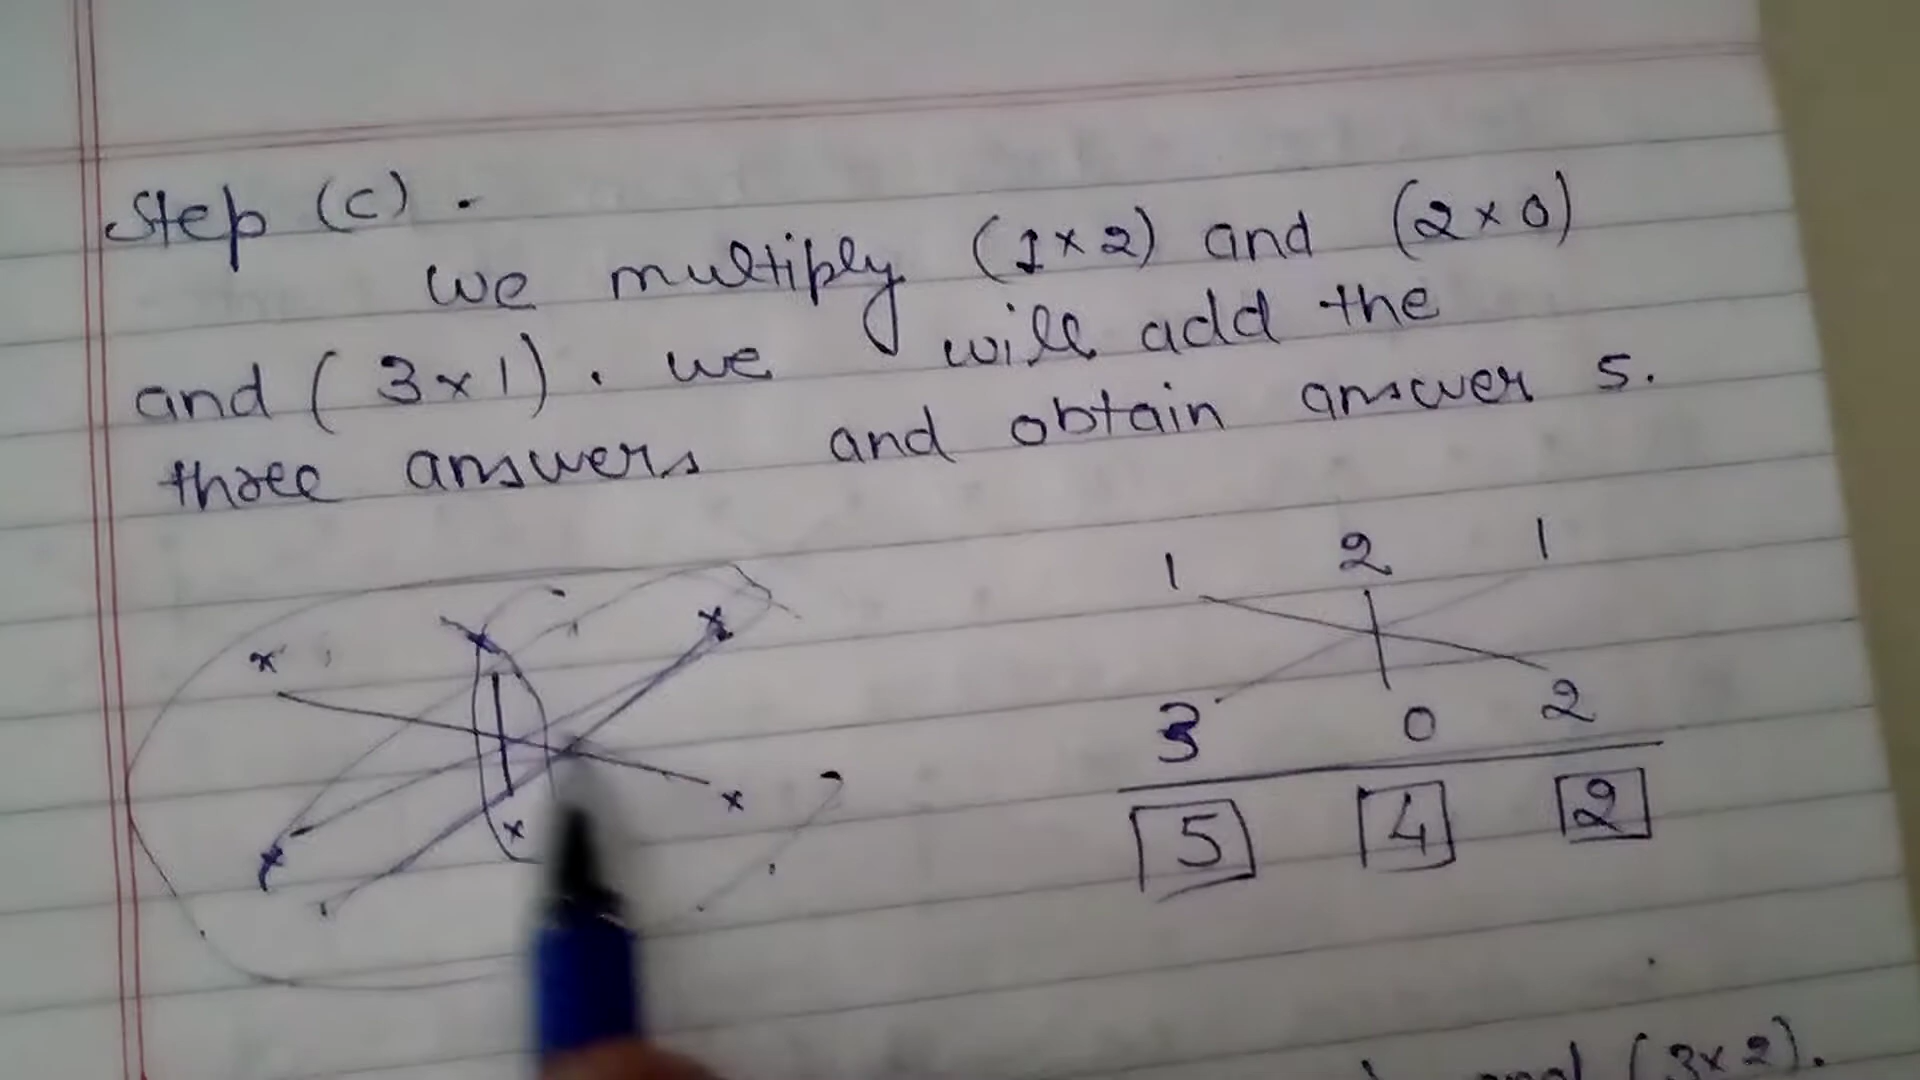 Step (c).
we multiply (1×2) and (2×0)
and (3×1). we will add the
three answers and obtain answer 5.
1 2 1
3 0 2
5 4 2
and (3×2).